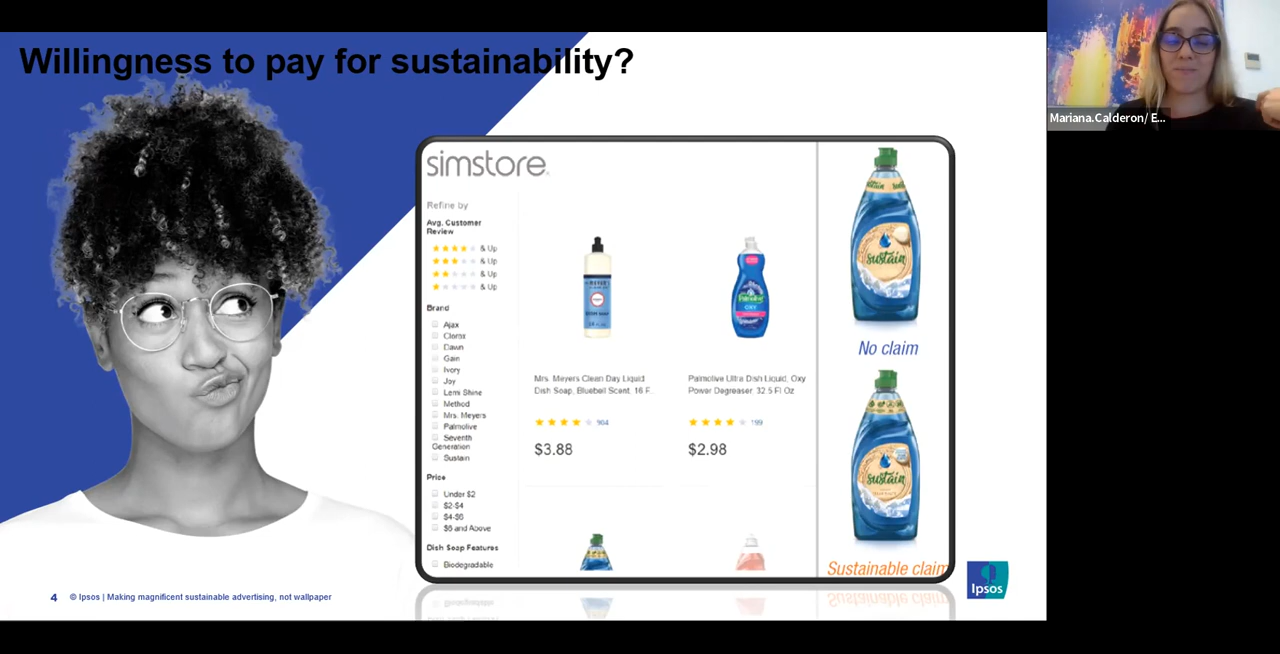 Willingness to pay for sustainability?
Mariana.Calderon/ E...
simstore
Refine by
Avg. Customer
Review
& Up
& Up
& Up
& Up
Brand
Ajax
Clorox
Dawn
Gain
Ivory
Joy
Lemi Shine
Method
Mrs. Meyers
Palmolive
Seventh
Generation
Sustain
Price
Under $2
$2-$4
$4-$6
$6 and Above
Dish Soap Features
Biodegradable
Mrs. Meyers Clean Day Liquid
Dish Soap, Bluebell Scent, 16 F...
904
$3.88
Palmolive
OXY
Palmolive Ultra Dish Liquid, Oxy
Power Degreaser, 32.5 Fl Oz
199
$2.98
sustain
No claim
sustain
Sustainable claim
4 © Ipsos | Making magnificent sustainable advertising, not wallpaper
Ipsos